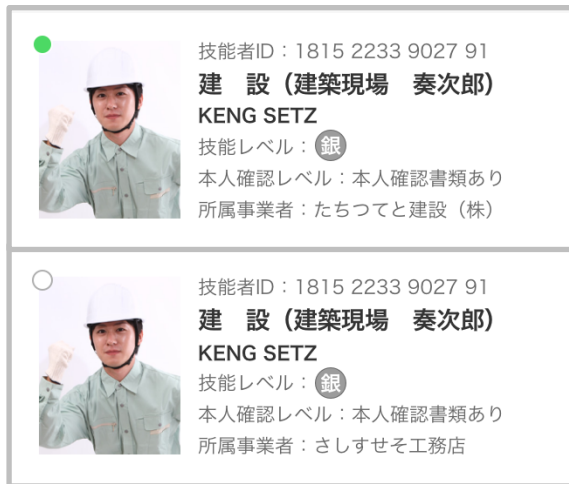 技能者ID：1815 2233 9027 91
建　設（建築現場　奏次郎）
KENG SETZ
技能レベル：銀
本人確認レベル：本人確認書類あり
所属事業者：たちつてと建設（株）
技能者ID：1815 2233 9027 91
建　設（建築現場　奏次郎）
KENG SETZ
技能レベル：銀
本人確認レベル：本人確認書類あり
所属事業者：さしすせそ工務店